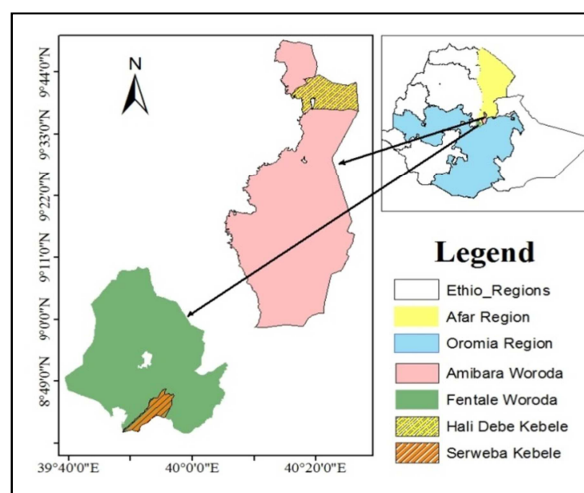 N
9°44'0"N
9°33'0"N
9°22'0"N
9°11'0"N
9°0'0"N
8°49'0"N
39°40'0"E
40°0'0"E
40°20'0"E
Legend
Ethio_Regions
Afar Region
Oromia Region
Amibara Woroda
Fentale Woroda
Hali Debe Kebele
Serweba Kebele